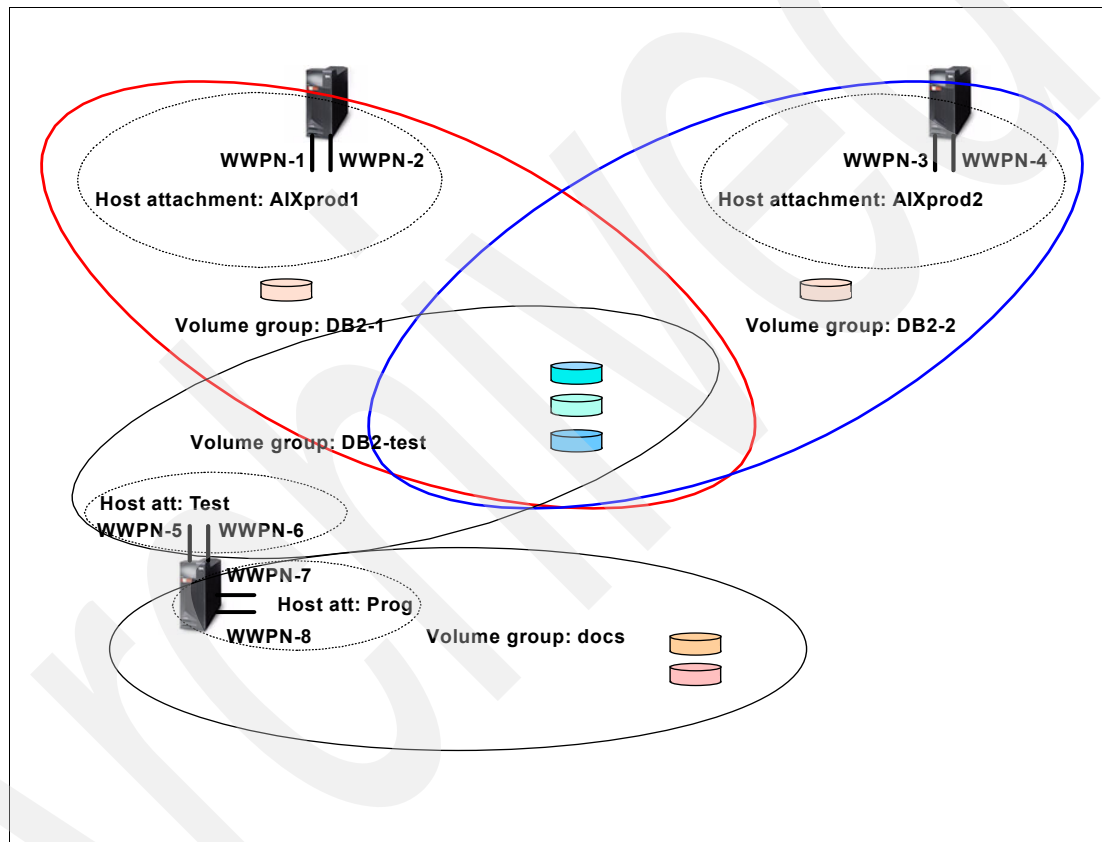 WWPN-1 WWPN-2
Host attachment: AIXprod1
WWPN-3 WWPN-4
Host attachment: AIXprod2
Volume group: DB2-1
Volume group: DB2-2
Volume group: DB2-test
Host att: Test
WWPN-5 WWPN-6
WWPN-7
Host att: Prog
WWPN-8
Volume group: docs
Archived